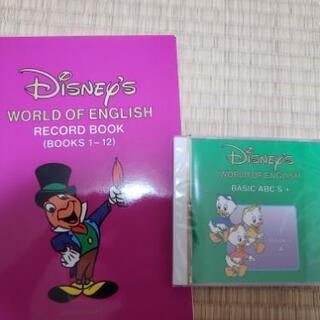 DISNEY'S
WORLD OF ENGLISH
RECORD BOOK
(BOOKS 1-12)
DISNEY'S
WORLD OF ENGLISH
BASIC ABC'S +